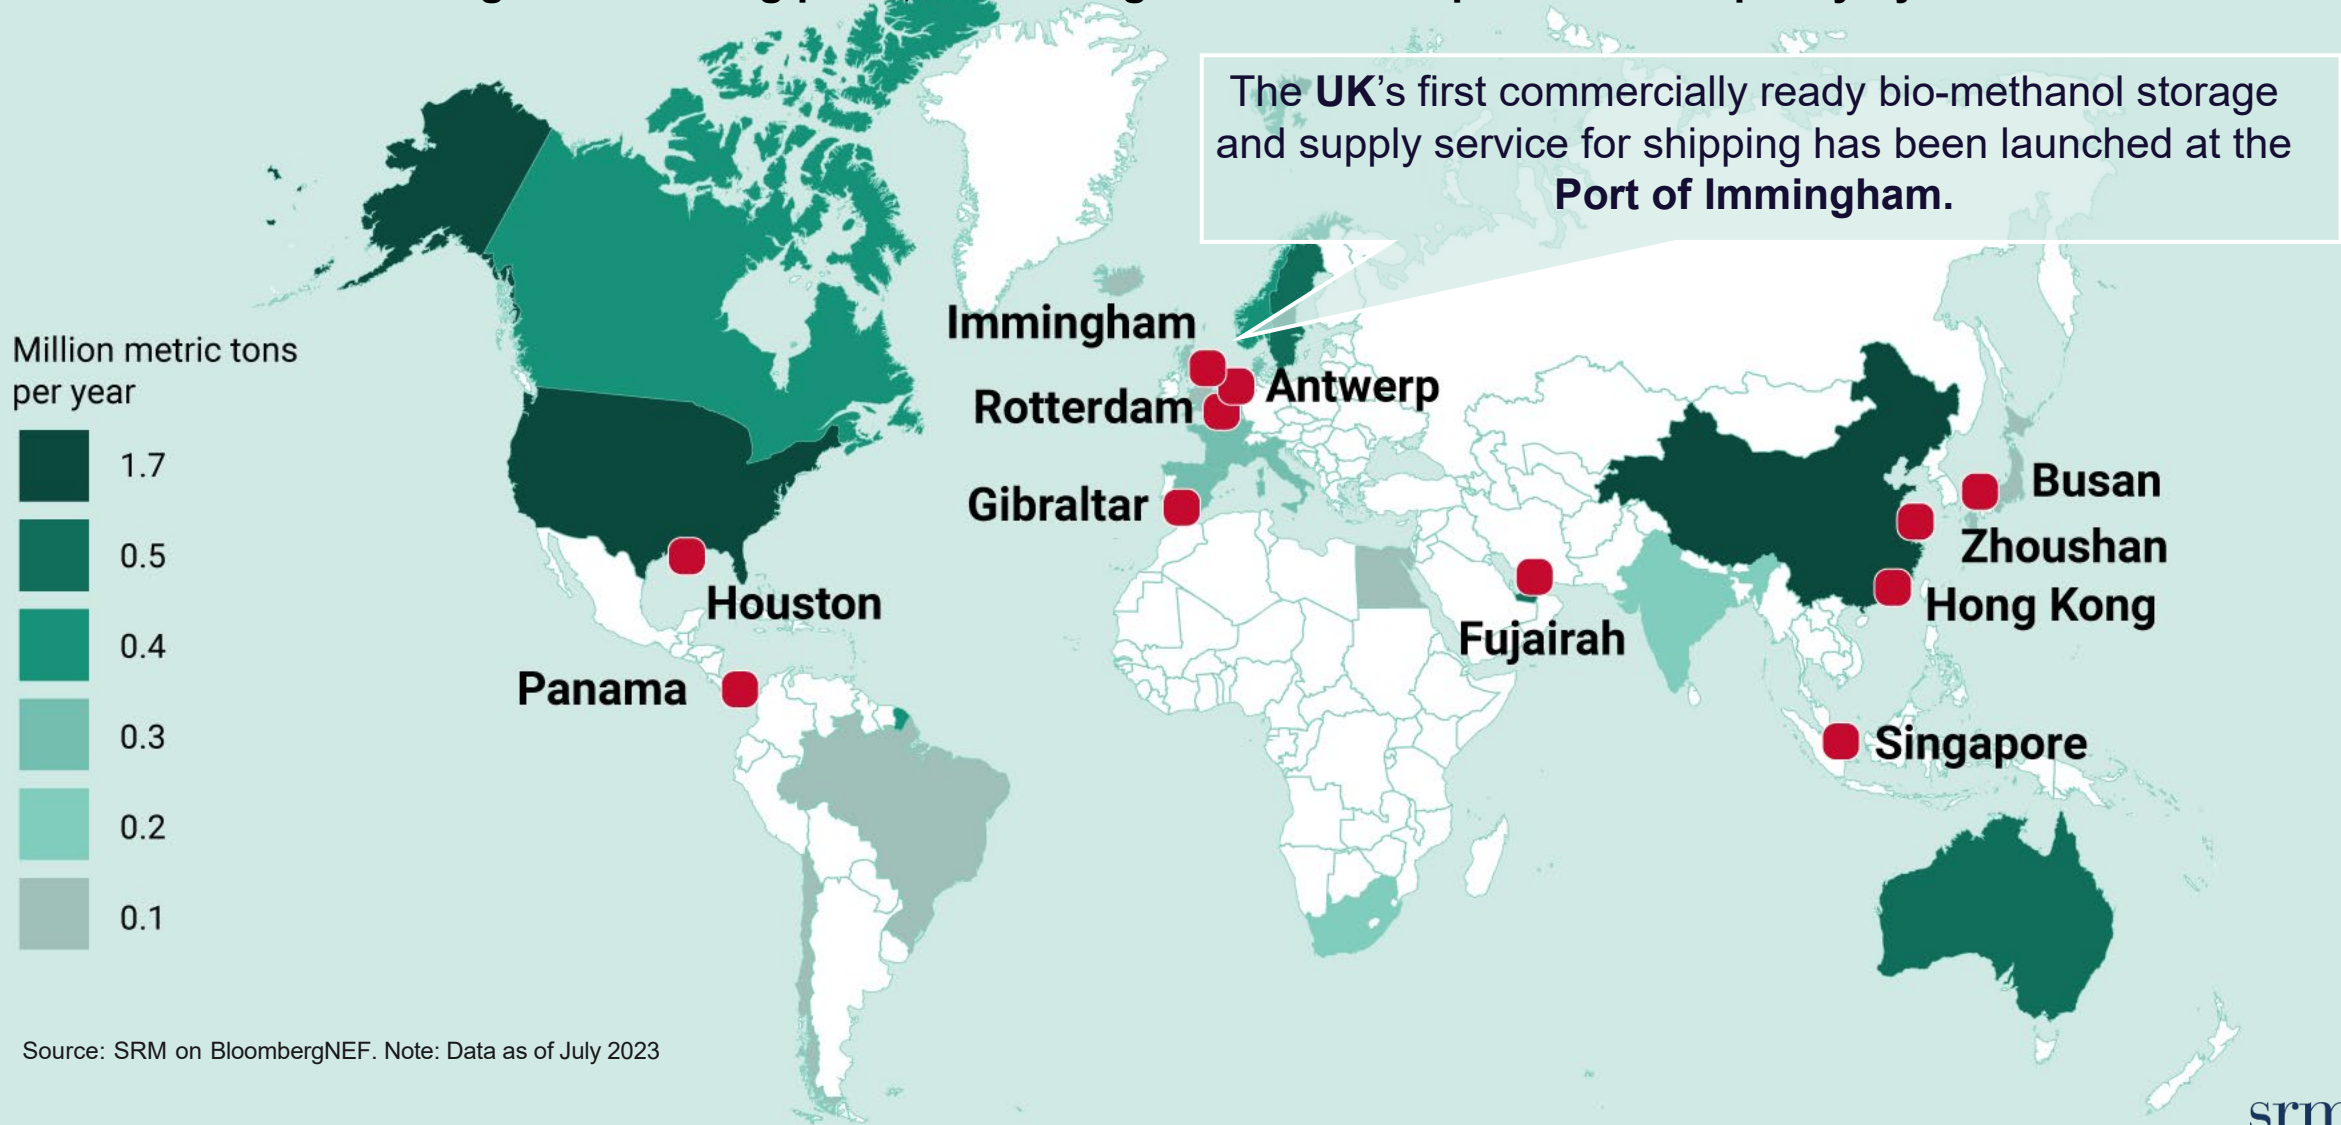 The UK's first commercially ready bio-methanol storage
and supply service for shipping has been launched at the
Port of Immingham.
Immingham
Antwerp
Rotterdam
Gibraltar
Million metric tons
per year
1.7
0.5
0.4
0.3
0.2
0.1
Houston
Panama
Busan
Zhoushan
Hong Kong
Fujairah
Singapore
Source: SRM on BloombergNEF. Note: Data as of July 2023
srm